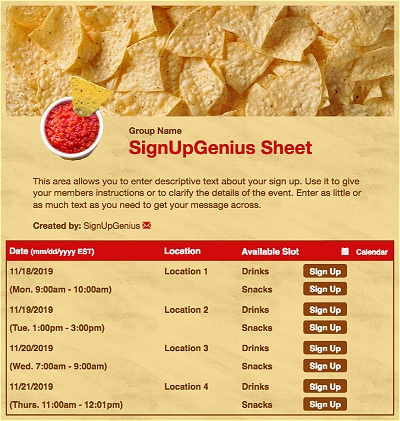 Group Name
SignUpGenius Sheet
This area allows you to enter descriptive text about your sign up. Use it to give
your members instructions or to clarify the details of the event. Enter as little or
as much text as you need to get your message across.
Created by: SignUpGenius
Date (mm/dd/yyyy EST) Location Available Slot Calendar
11/18/2019 Location 1 Drinks Sign Up
(Mon. 9:00am - 10:00am) Snacks Sign Up
11/19/2019 Location 2 Drinks Sign Up
(Tue. 1:00pm - 3:00pm) Snacks Sign Up
11/20/2019 Location 3 Drinks Sign Up
(Wed. 7:00am - 9:00am) Snacks Sign Up
11/21/2019 Location 4 Drinks Sign Up
(Thurs. 11:00am - 12:01pm) Snacks Sign Up